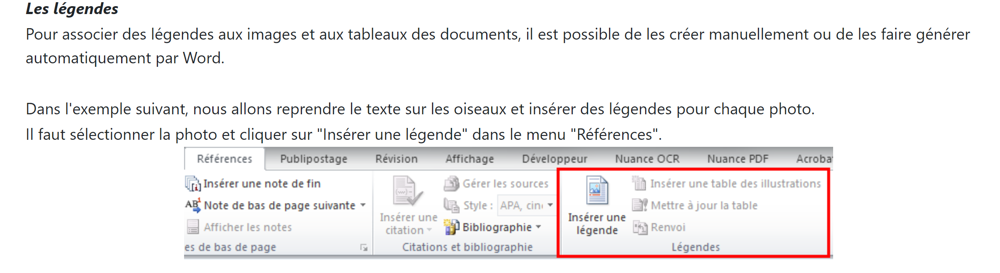 Les légendes
Pour associer des légendes aux images et aux tableaux des documents, il est possible de les créer manuellement ou de les faire générer
automatiquement par Word.
Dans l'exemple suivant, nous allons reprendre le texte sur les oiseaux et insérer des légendes pour chaque photo.
Il faut sélectionner la photo et cliquer sur "Insérer une légende" dans le menu "Références".
Références Publipostage Révision Affichage Développeur Nuance OCR Nuance PDF Acroba
Insérer une note de fin
AB1 Note de bas de page suivante
Afficher les notes
es de bas de page
Insérer une
citation
Gérer les sources
Style : APA, cin
Bibliographie
Citations et bibliographie
Insérer une
légende
Insérer une table des illustrations
Mettre à jour la table
Renvoi
Légendes